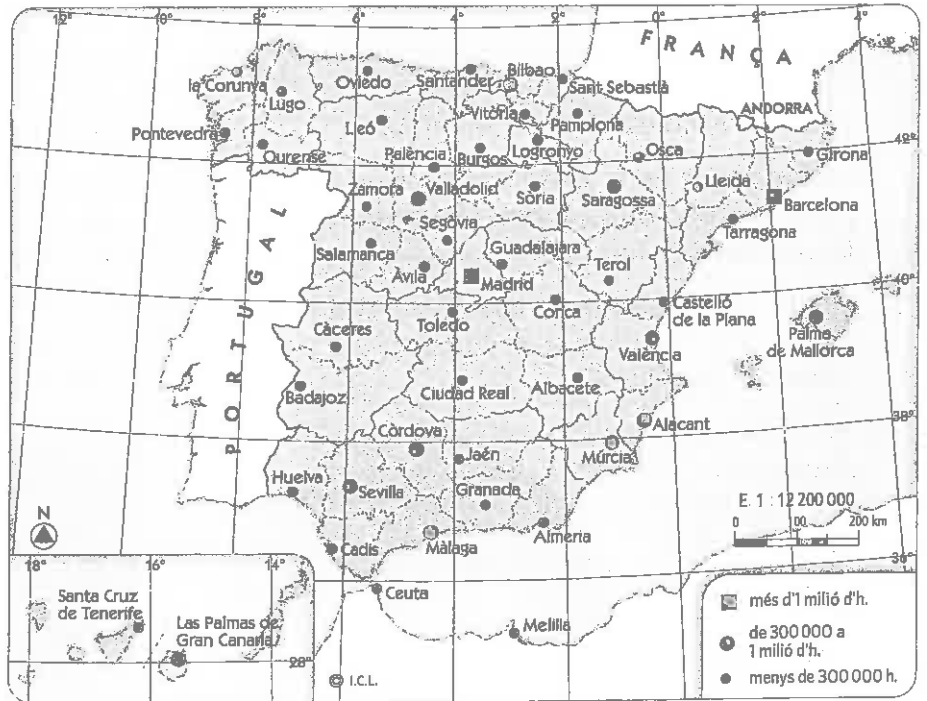 12° 10° 8° 6° 4° 2° 0° 2° 4°
FRANÇA
la Corunya
Lugo
Oviedo
Santander
Bilbao
Sant Sebastià
ANDORRA
Pontevedra
Ourense
Lleó
Vitòria
Pamplona
Palència
Burgos
Logronyo
Osca
Girona
42°
Zamora
Valladolid
Sòria
Saragossa
Lleida
Barcelona
Segòvia
Tarragona
Salamanca
Àvila
Guadalajara
Madrid
Terol
40°
PORTUGAL
Càceres
Toledo
Conca
Castelló
de la Plana
València
Palma
de Mallorca
Badajoz
Ciudad Real
Albacete
38°
Alacant
Còrdova
Jaén
Múrcia
Huelva
Sevilla
Granada
E. 1 : 12 200 000
0 100 200 km
N
Cadis
Màlaga
Almeria
36°
18° 16° 14°
Santa Cruz
de Tenerife
Las Palmas de
Gran Canaria
28°
Ceuta
Melilla
I.C.L.
més d'1 milió d'h.
de 300 000 a
1 milió d'h.
menys de 300 000 h.